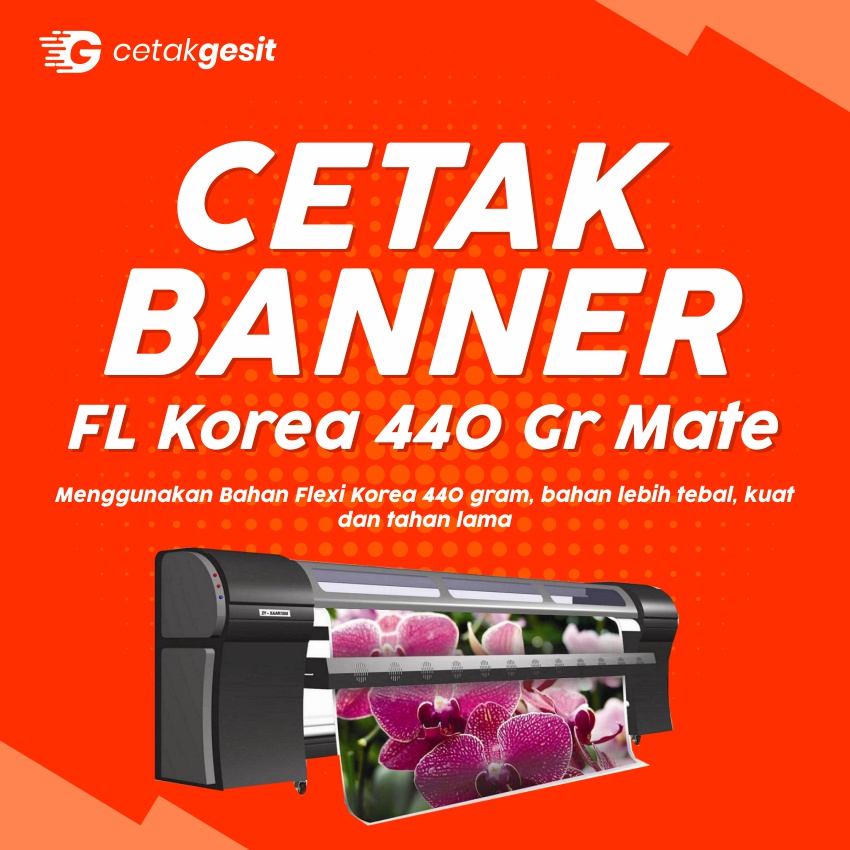 cetakgesit
CETAK
BANNER
FL Korea 440 Gr Mate
Menggunakan Bahan Flexi Korea 440 gram, bahan lebih tebal, kuat
dan tahan lama